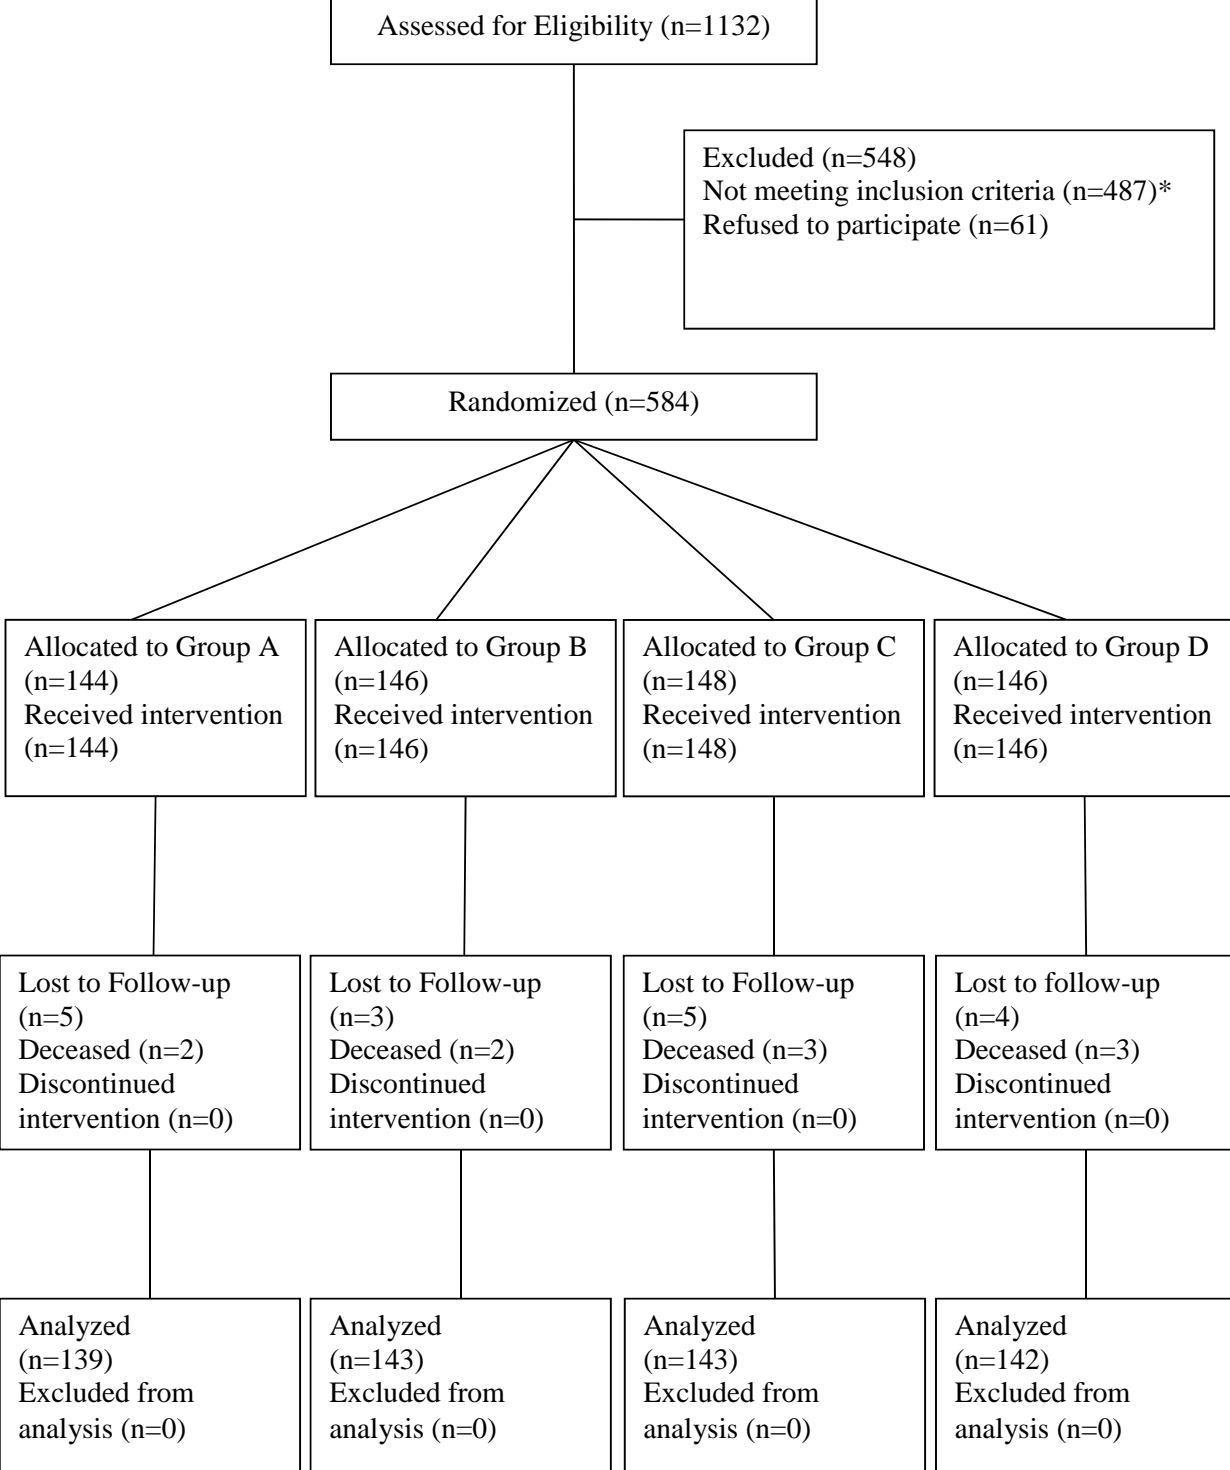 Assessed for Eligibility (n=1132)
Excluded (n=548)
Not meeting inclusion criteria (n=487)*
Refused to participate (n=61)
Randomized (n=584)
Allocated to Group A
(n=144)
Received intervention
(n=144)
Allocated to Group B
(n=146)
Received intervention
(n=146)
Allocated to Group C
(n=148)
Received intervention
(n=148)
Allocated to Group D
(n=146)
Received intervention
(n=146)
Lost to Follow-up
(n=5)
Deceased (n=2)
Discontinued
intervention (n=0)
Lost to Follow-up
(n=3)
Deceased (n=2)
Discontinued
intervention (n=0)
Lost to Follow-up
(n=5)
Deceased (n=3)
Discontinued
intervention (n=0)
Lost to follow-up
(n=4)
Deceased (n=3)
Discontinued
intervention (n=0)
Analyzed
(n=139)
Excluded from
analysis (n=0)
Analyzed
(n=143)
Excluded from
analysis (n=0)
Analyzed
(n=143)
Excluded from
analysis (n=0)
Analyzed
(n=142)
Excluded from
analysis (n=0)